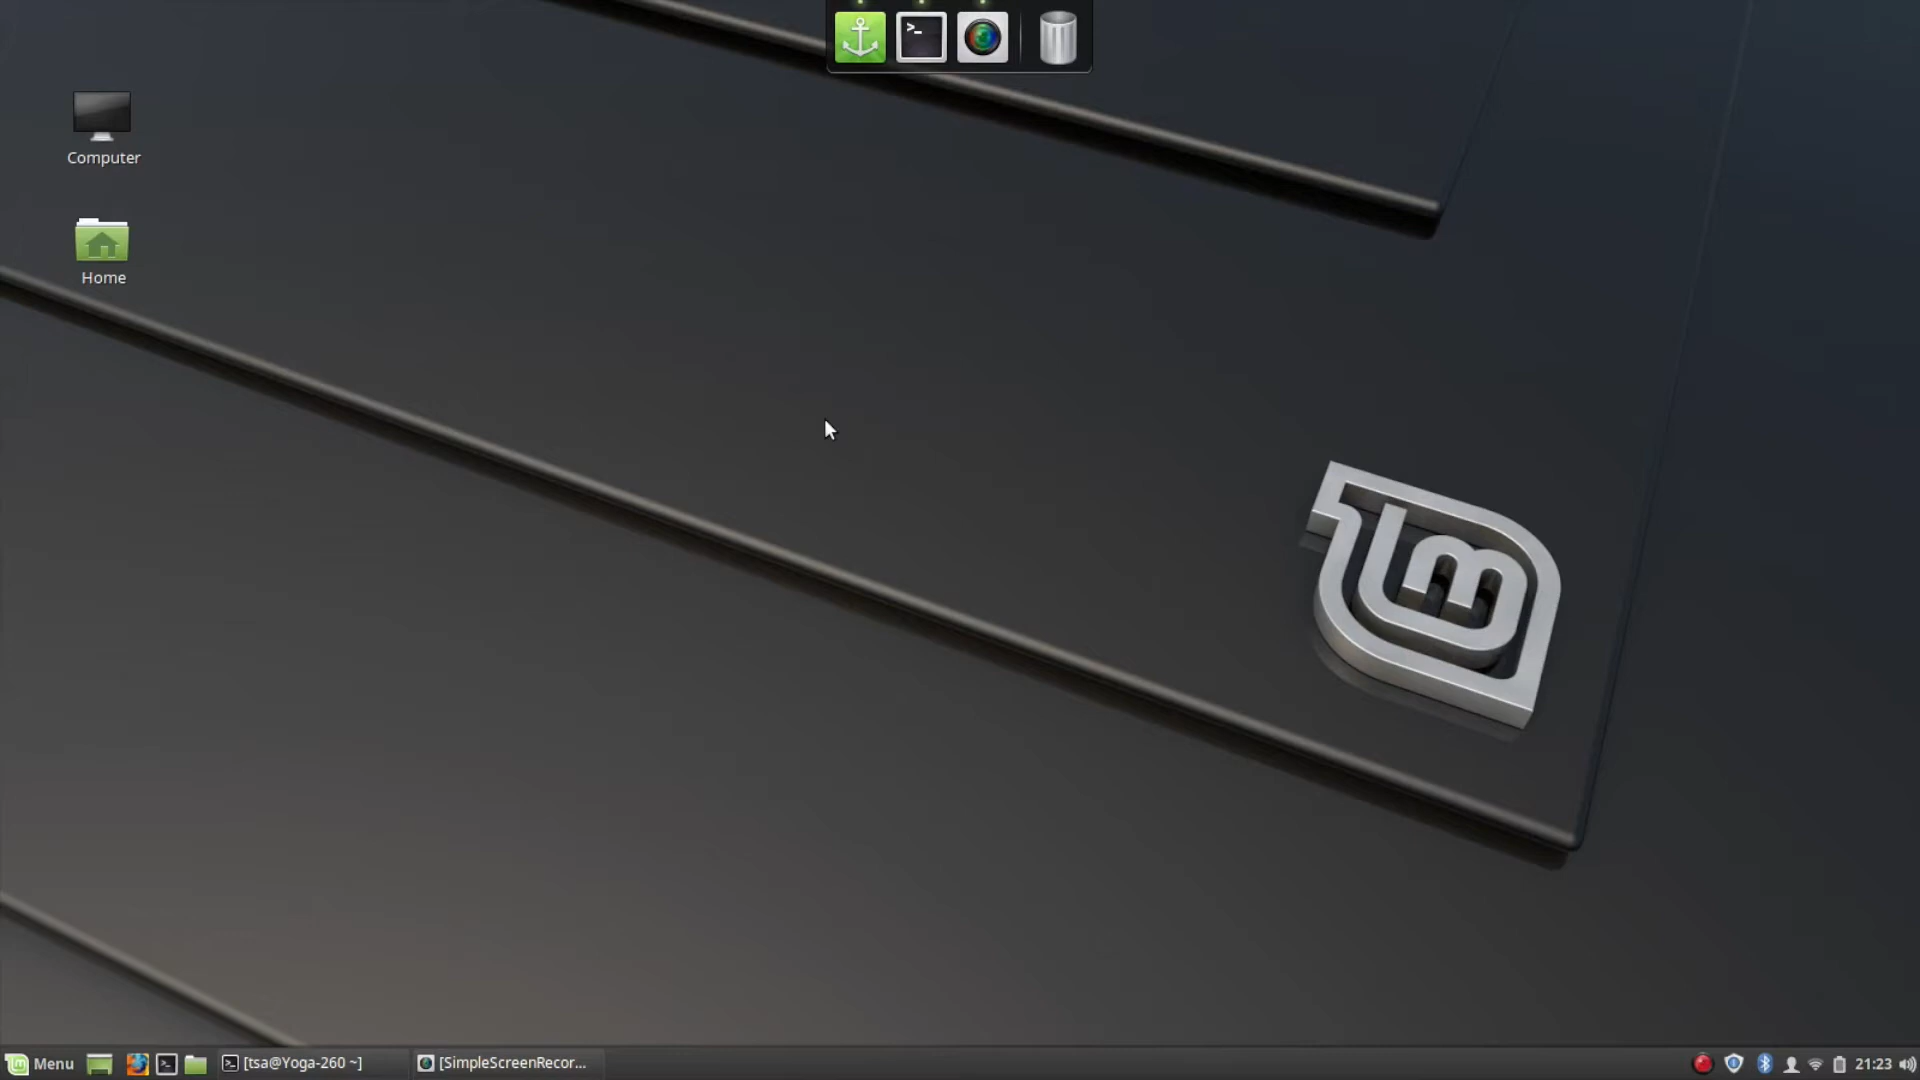 >_
Computer
Home
Menu
[tsa@Yoga-260 ~]
[SimpleScreenRecor...
21:23